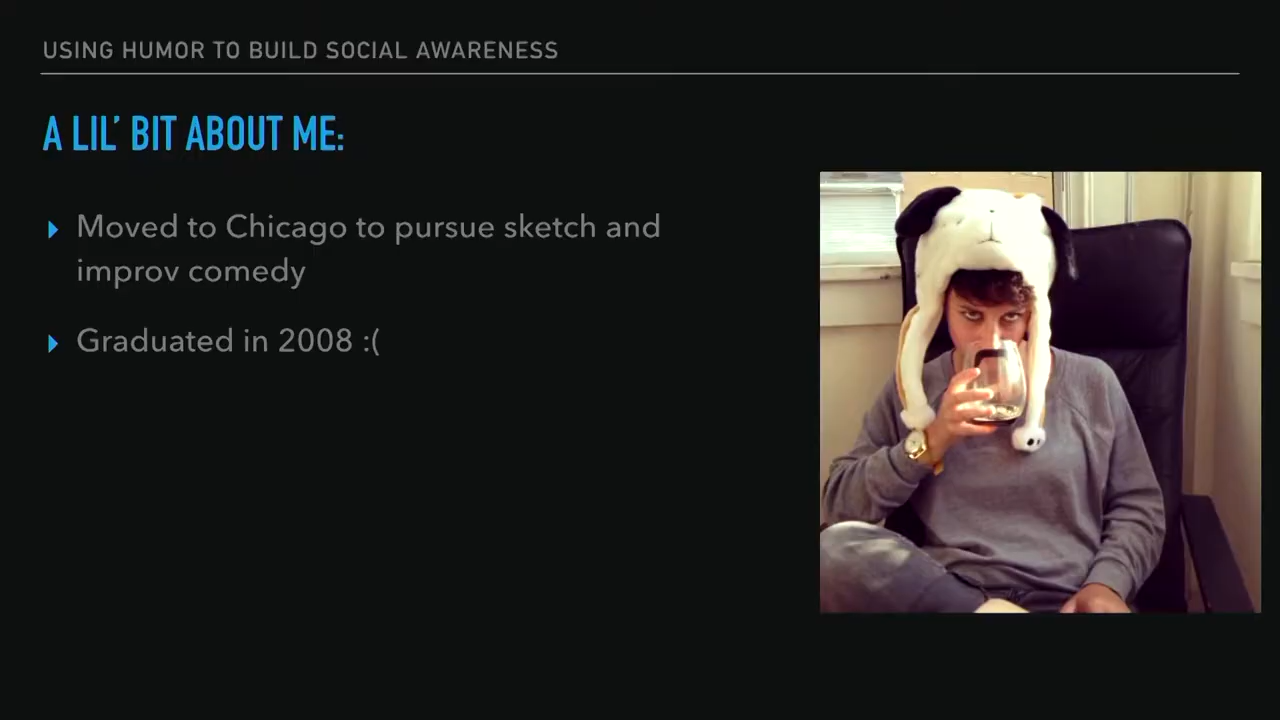 USING HUMOR TO BUILD SOCIAL AWARENESS
A LIL’ BIT ABOUT ME:
Moved to Chicago to pursue sketch and
improv comedy
Graduated in 2008 :(